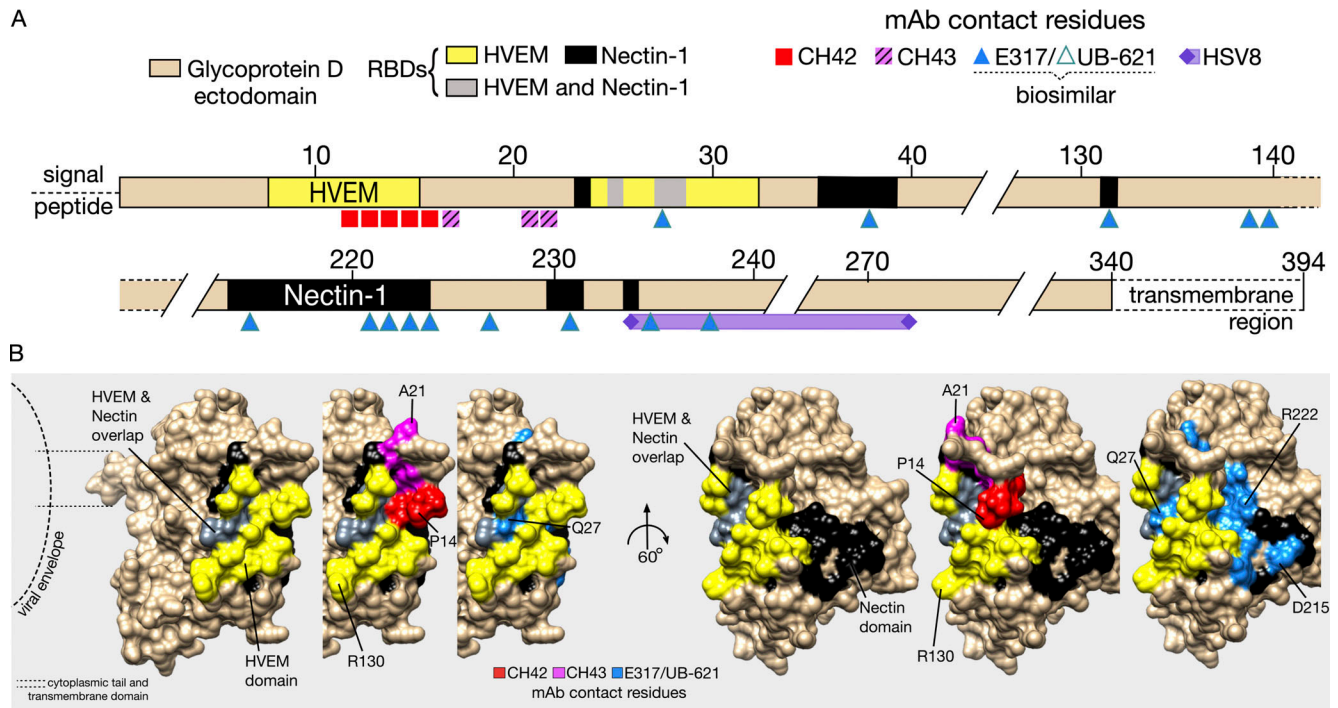 A
mAb contact residues
HVEM Nectin-1
Glycoprotein D
ectodomain
RBDs
HVEM and Nectin-1
CH42 CH43 E317/ UB-621 HSV8
biosimilar
signal
peptide
10 20 30 40 130 140
HVEM
220 230 240 270 340 394
Nectin-1
transmembrane
region
B
HVEM &
Nectin
overlap
A21
P14
Q27
R130
HVEM
domain
viral envelope
cytoplasmic tail and
transmembrane domain
60°
HVEM &
Nectin
overlap
Nectin
domain
A21
P14
R130
Q27
R222
D215
CH42 CH43 E317/UB-621
mAb contact residues